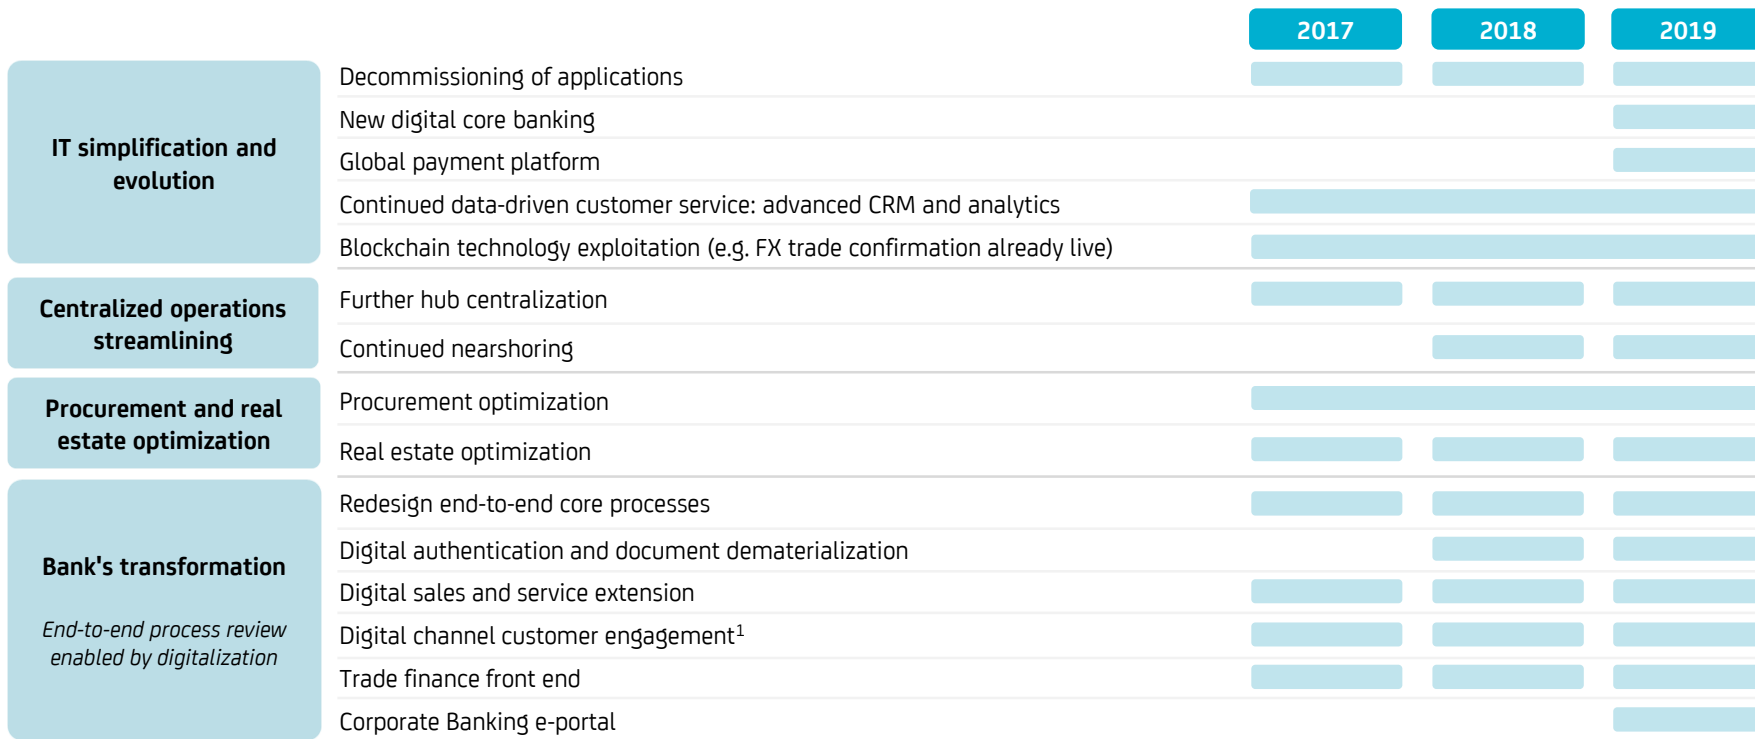 2017 2018 2019
IT simplification and
evolution
Decommissioning of applications
New digital core banking
Global payment platform
Continued data-driven customer service: advanced CRM and analytics
Blockchain technology exploitation (e.g. FX trade confirmation already live)
Centralized operations
streamlining
Further hub centralization
Continued nearshoring
Procurement and real
estate optimization
Procurement optimization
Real estate optimization
Bank's transformation
End-to-end process review
enabled by digitalization
Redesign end-to-end core processes
Digital authentication and document dematerialization
Digital sales and service extension
Digital channel customer engagement¹
Trade finance front end
Corporate Banking e-portal